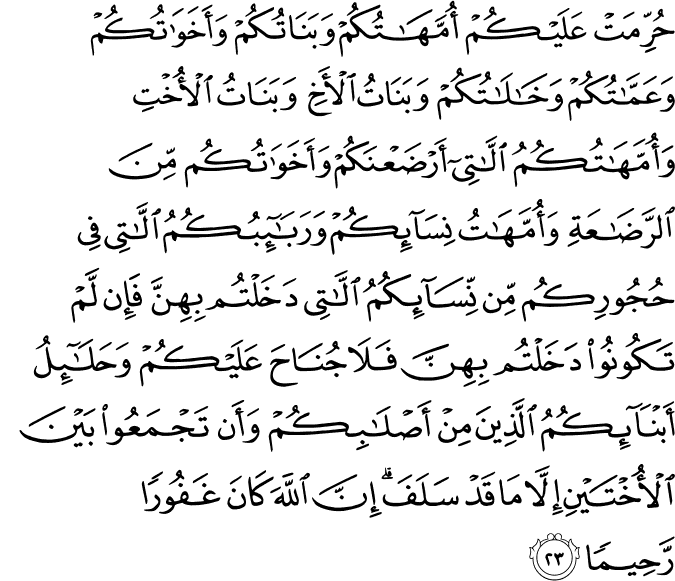 حُرِّمَتْ عَلَيْكُمْ أُمَّهَـٰتُكُمْ وَبَنَاتُكُمْ وَأَخَوَٰتُكُمْ
وَعَمَّـٰتُكُمْ وَخَـٰلَـٰتُكُمْ وَبَنَاتُ ٱلْأَخِ وَبَنَاتُ ٱلْأُخْتِ
وَأُمَّهَـٰتُكُمُ ٱلَّـٰتِىٓ أَرْضَعْنَكُمْ وَأَخَوَٰتُكُم مِّنَ
ٱلرَّضَـٰعَةِ وَأُمَّهَـٰتُ نِسَآئِكُمْ وَرَبَـٰٓئِبُكُمُ ٱلَّـٰتِى فِى
حُجُورِكُم مِّن نِّسَآئِكُمُ ٱلَّـٰتِى دَخَلْتُم بِهِنَّ فَإِن لَّمْ
تَكُونُوا۟ دَخَلْتُم بِهِنَّ فَلَا جُنَاحَ عَلَيْكُمْ وَحَلَـٰٓئِلُ
أَبْنَآئِكُمُ ٱلَّذِينَ مِنْ أَصْلَـٰبِكُمْ وَأَن تَجْمَعُوا۟ بَيْنَ
ٱلْأُخْتَيْنِ إِلَّا مَا قَدْ سَلَفَ ۗ إِنَّ ٱللَّهَ كَانَ غَفُورًا
رَّحِيمًا ٢٣